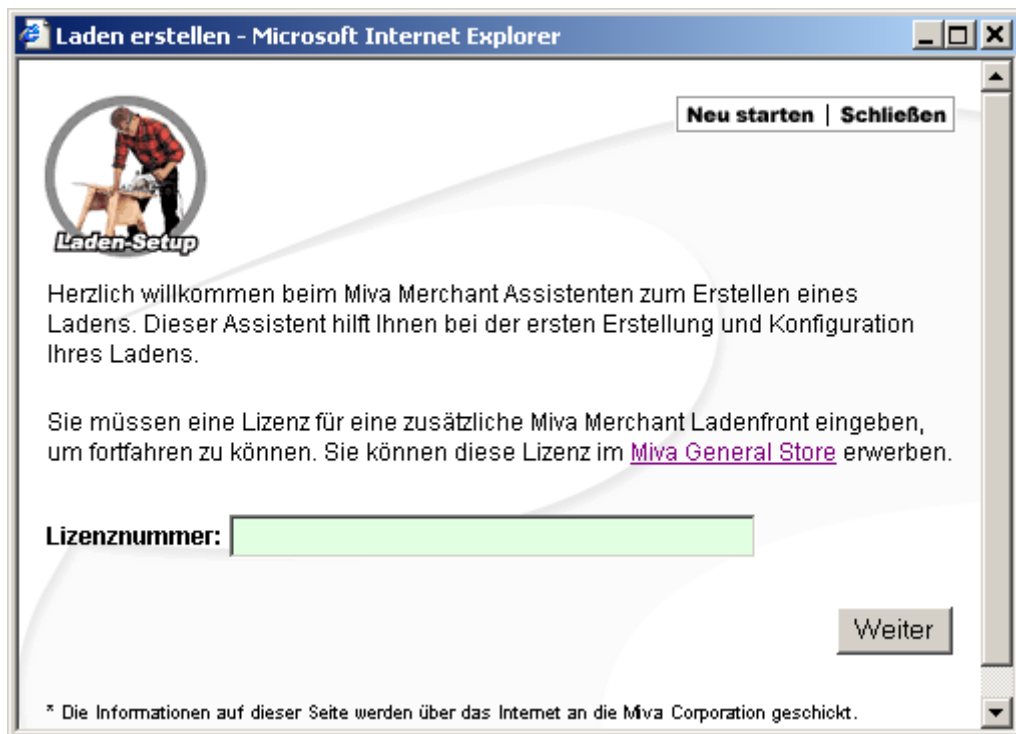 Laden erstellen - Microsoft Internet Explorer
Neu starten | Schließen
Laden-Setup
Herzlich willkommen beim Miva Merchant Assistenten zum Erstellen eines
Ladens. Dieser Assistent hilft Ihnen bei der ersten Erstellung und Konfiguration
Ihres Ladens.
Sie müssen eine Lizenz für eine zusätzliche Miva Merchant Ladenfront eingeben,
um fortfahren zu können. Sie können diese Lizenz im Miva General Store erwerben.
Lizenznummer:
Weiter
* Die Informationen auf dieser Seite werden über das Internet an die Miva Corporation geschickt.